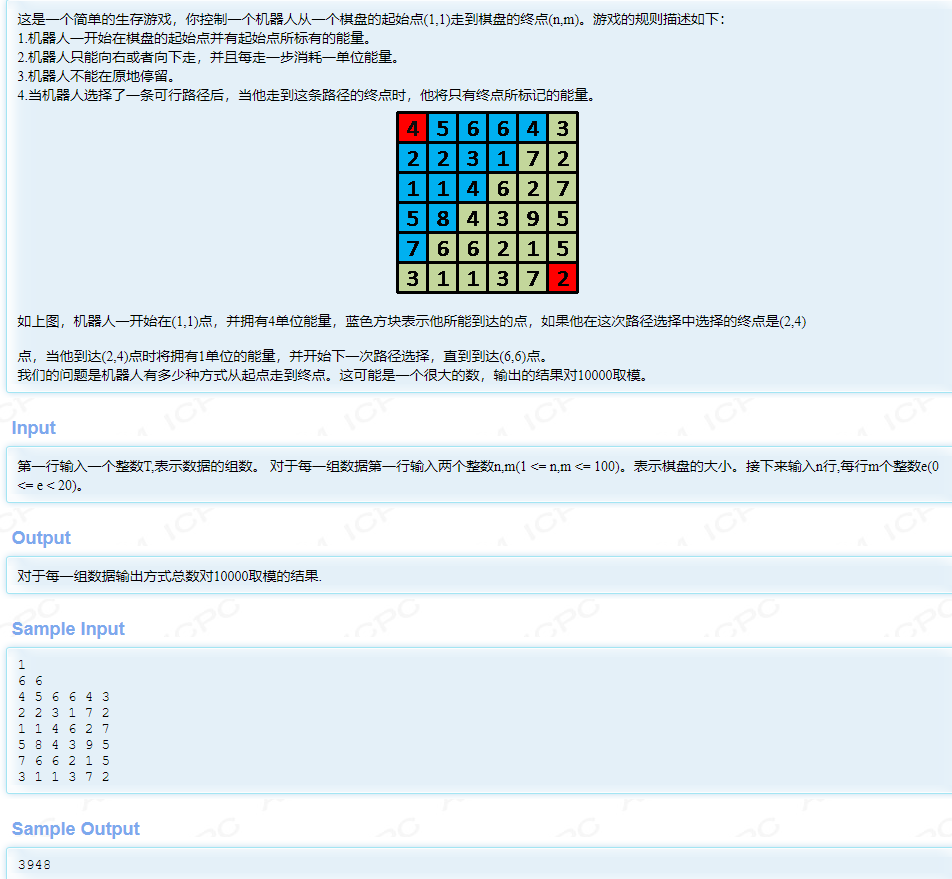 这是一个简单的生存游戏，你控制一个机器人从一个棋盘的起始点(1,1)走到棋盘的终点(n,m)。游戏的规则描述如下：
1.机器人一开始在棋盘的起始点并有起始点所标有的能量。
2.机器人只能向右或者向下走，并且每走一步消耗一单位能量。
3.机器人不能在原地停留。
4.当机器人选择了一条可行路径后，当他走到这条路径的终点时，他将只有终点所标记的能量。
4 5 6 6 4 3
2 2 3 1 7 2
1 1 4 6 2 7
5 8 4 3 9 5
7 6 6 2 1 5
3 1 1 3 7 2
如上图，机器人一开始在(1,1)点，并拥有4单位能量，蓝色方块表示他所能到达的点，如果他在这次路径选择中选择的终点是(2,4)
点，当他到达(2,4)点时将拥有1单位的能量，并开始下一次路径选择，直到到达(6,6)点。
我们的问题是机器人有多少种方式从起点走到终点。这可能是一个很大的数，输出的结果对10000取模。
Input
第一行输入一个整数T,表示数据的组数。 对于每一组数据第一行输入两个整数n,m(1 <= n,m <= 100)。表示棋盘的大小。接下来输入n行,每行m个整数e(0
<= e < 20)。
Output
对于每一组数据输出方式总数对10000取模的结果.
Sample Input
1
6 6
4 5 6 6 4 3
2 2 3 1 7 2
1 1 4 6 2 7
5 8 4 3 9 5
7 6 6 2 1 5
3 1 1 3 7 2
Sample Output
3948